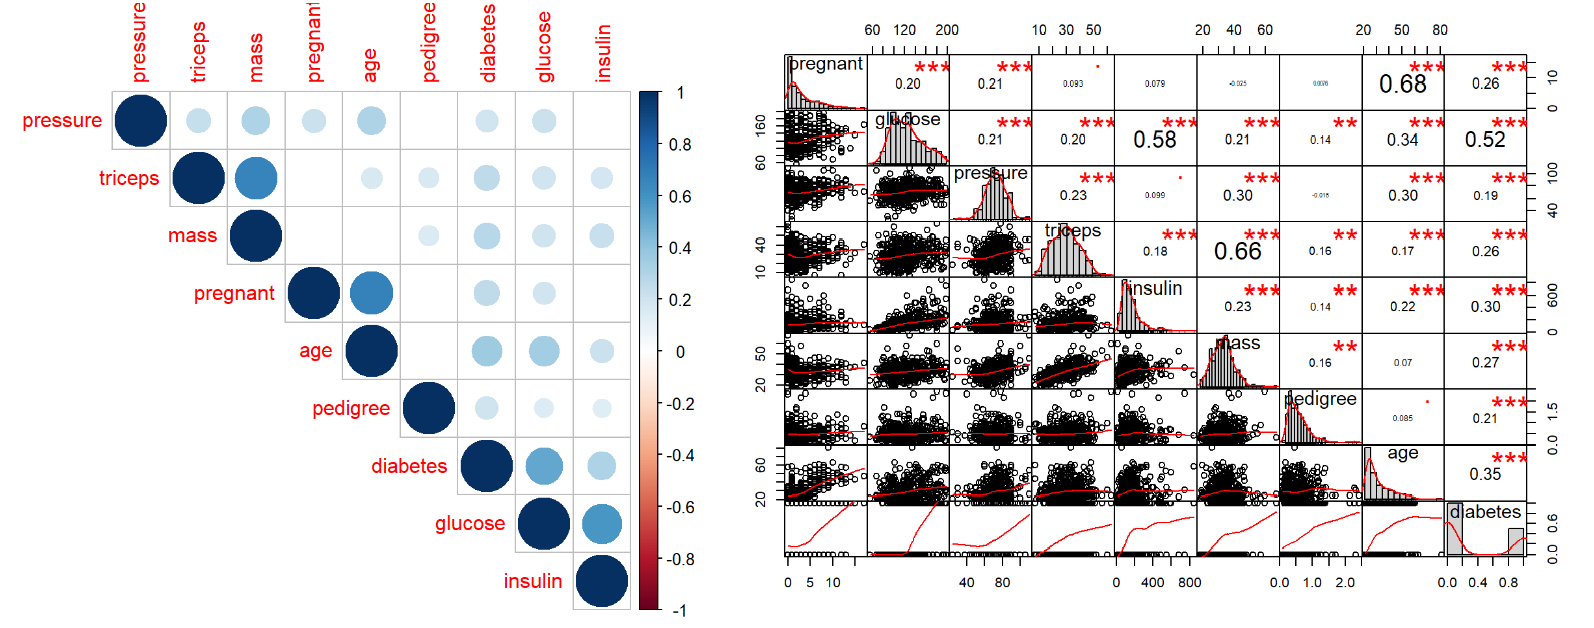 pressure triceps mass pregnant age pedigree diabetes glucose insulin
pressure
triceps
mass
pregnant
age
pedigree
diabetes
glucose
insulin
1
0.8
0.6
0.4
0.2
0
-0.2
-0.4
-0.6
-0.8
-1
60 120 200 10 30 50 20 40 60 20 50 80
pregnant 0.20 *** 0.21 *** 0.093 . 0.079 -0.025 0.0076 0.68 *** 0.26 *** 0 10
60 160 glucose 0.21 *** 0.20 *** 0.58 *** 0.21 *** 0.14 ** 0.34 *** 0.52 ***
pressure 0.23 *** 0.099 . 0.30 *** -0.016 0.30 *** 0.19 *** 40 100
10 40 triceps 0.18 *** 0.66 *** 0.16 ** 0.17 *** 0.26 ***
insulin 0.23 *** 0.14 ** 0.22 *** 0.30 *** 0 600
20 50 mass 0.16 ** 0.07 0.27 ***
pedigree 0.085 . 0.21 *** 0.0 1.5
20 60 age 0.35 ***
diabetes 0.0 0.6
0 5 10 40 80 0 400 800 0.0 1.0 2.0 0.0 0.4 0.8